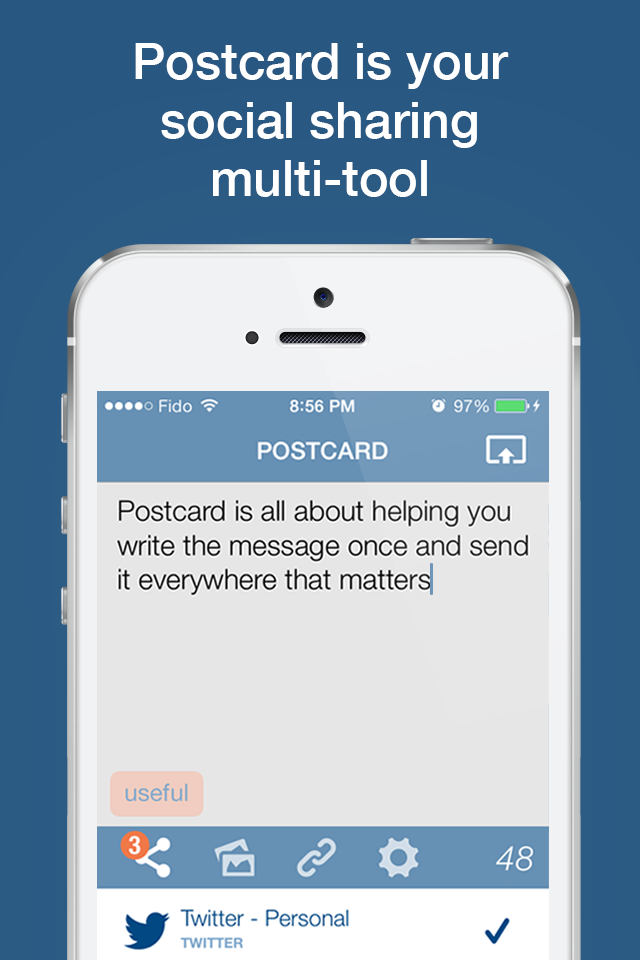 Postcard is your
social sharing
multi-tool
Fido 8:56 PM 97%
POSTCARD
Postcard is all about helping you
write the message once and send
it everywhere that matters
useful
3 48
Twitter - Personal
TWITTER